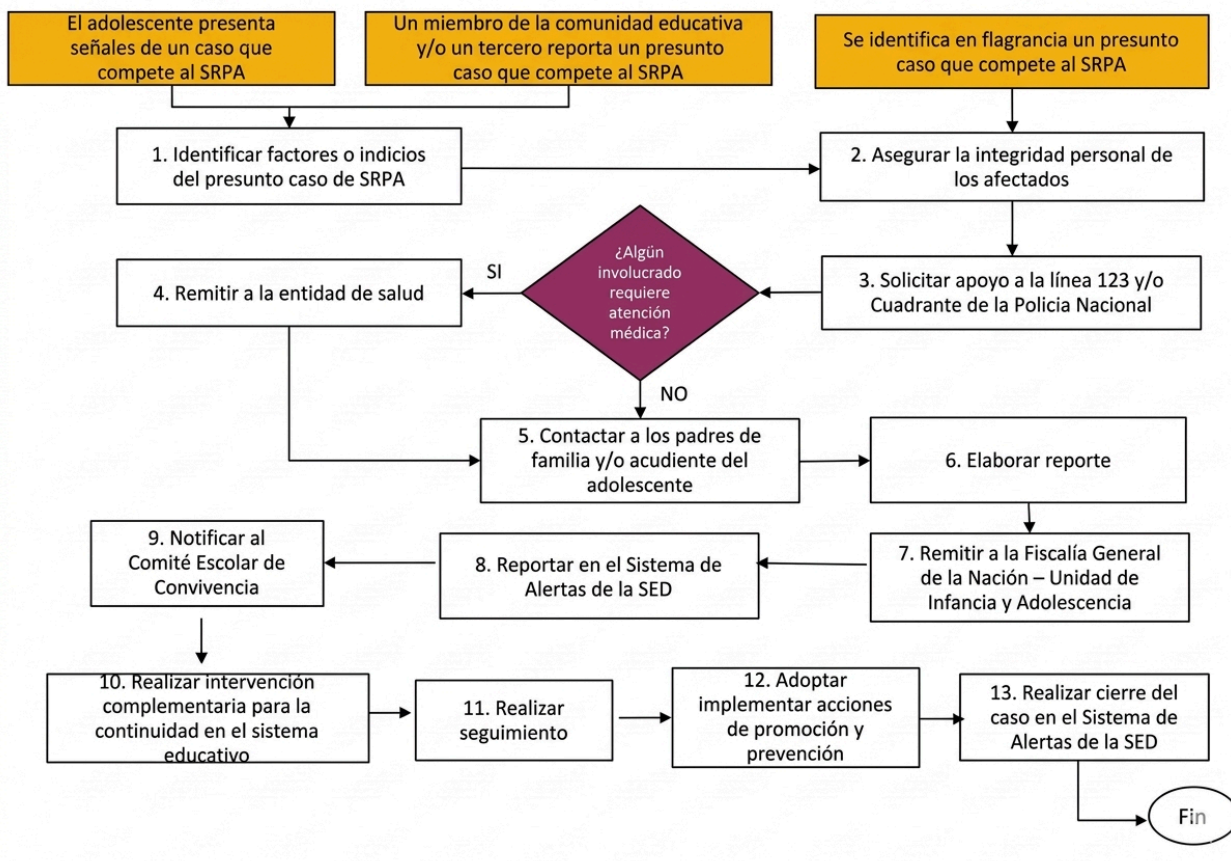 El adolescente presenta
señales de un caso que
compete al SRPA
Un miembro de la comunidad educativa
y/o un tercero reporta un presunto
caso que compete al SRPA
Se identifica en flagrancia un presunto
caso que compete al SRPA
1. Identificar factores o indicios
del presunto caso de SRPA
2. Asegurar la integridad personal de
los afectados
3. Solicitar apoyo a la línea 123 y/o
Cuadrante de la Policia Nacional
¿Algún
involucrado
requiere
atención
médica?
SI
4. Remitir a la entidad de salud
NO
5. Contactar a los padres de
familia y/o acudiente del
adolescente
6. Elaborar reporte
7. Remitir a la Fiscalía General
de la Nación – Unidad de
Infancia y Adolescencia
8. Reportar en el Sistema de
Alertas de la SED
9. Notificar al
Comité Escolar de
Convivencia
10. Realizar intervención
complementaria para la
continuidad en el sistema
educativo
11. Realizar
seguimiento
12. Adoptar
implementar acciones
de promoción y
prevención
13. Realizar cierre del
caso en el Sistema de
Alertas de la SED
Fin